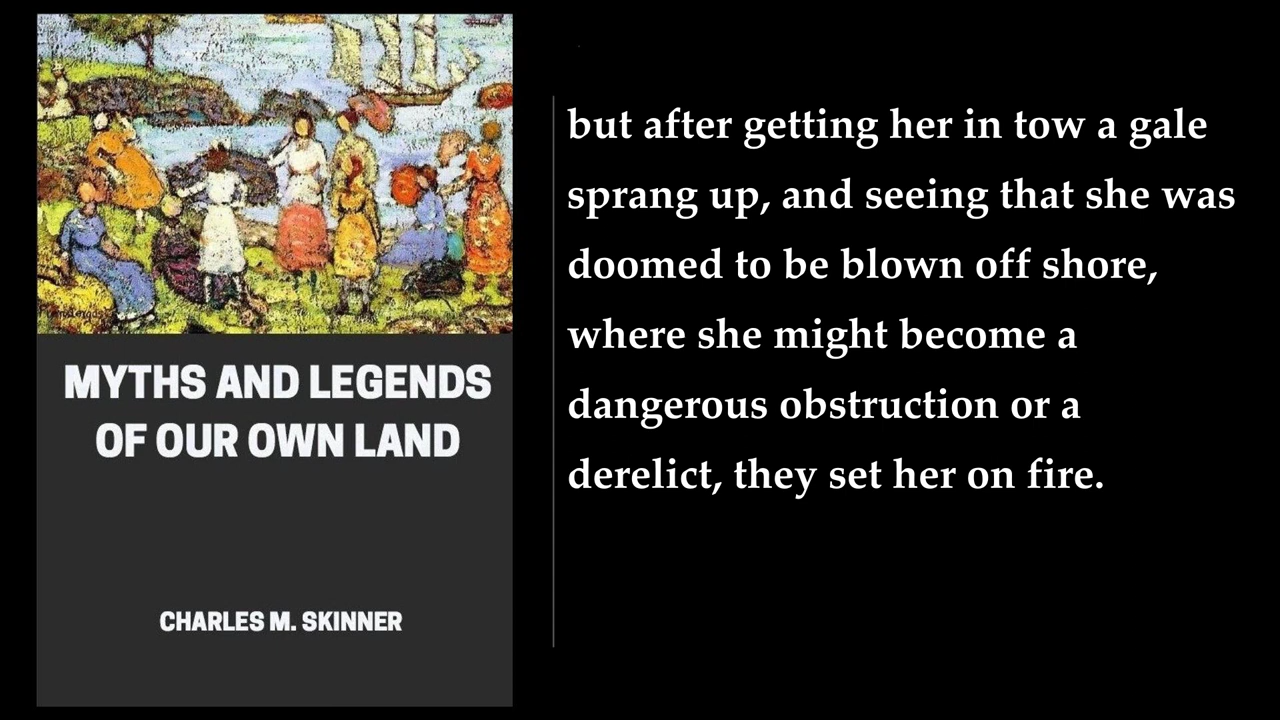 MYTHS AND LEGENDS
OF OUR OWN LAND
CHARLES M. SKINNER
but after getting her in tow a gale
sprang up, and seeing that she was
doomed to be blown off shore,
where she might become a
dangerous obstruction or a
derelict, they set her on fire.